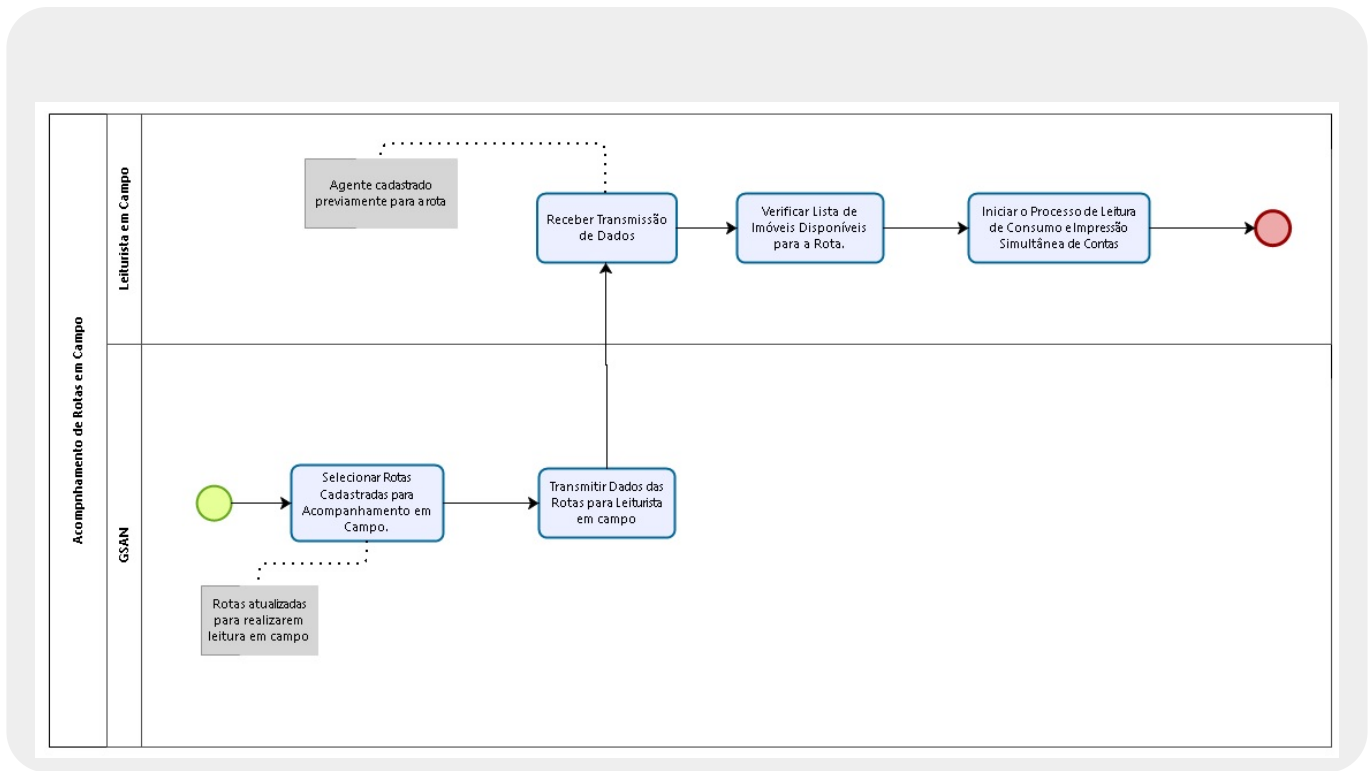 Acompnhamento de Rotas em Campo
Leiturista em Campo
Agente cadastrado
previamente para a rota
Receber Transmissão
de Dados
Verificar Lista de
Imóveis Disponíveis
para a Rota.
Iniciar o Processo de Leitura
de Consumo e Impressão
Simultânea de Contas
GSAN
Selecionar Rotas
Cadastradas para
Acompanhamento em
Campo.
Transmitir Dados das
Rotas para Leiturista
em campo
Rotas atualizadas
para realizarem
leitura em campo